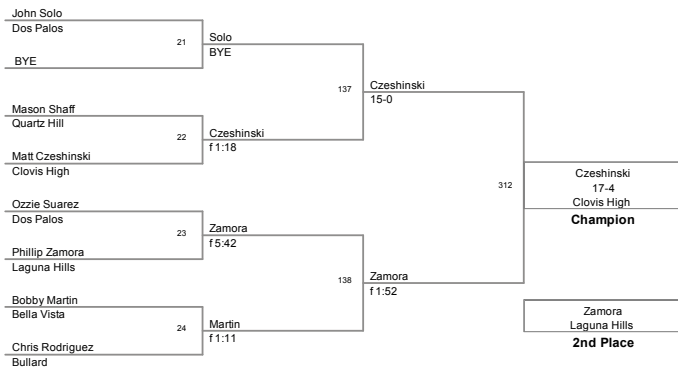 John Solo
Dos Palos
21
BYE
Solo
BYE
137
Mason Shaff
Quartz Hill
22
Matt Czeshinski
Clovis High
Czeshinski
f 1:18
Czeshinski
15-0
312
Ozzie Suarez
Dos Palos
23
Phillip Zamora
Laguna Hills
Zamora
f 5:42
138
Bobby Martin
Bella Vista
24
Chris Rodriguez
Bullard
Martin
f 1:11
Zamora
f 1:52
Czeshinski
17-4
Clovis High
Champion
Zamora
Laguna Hills
2nd Place